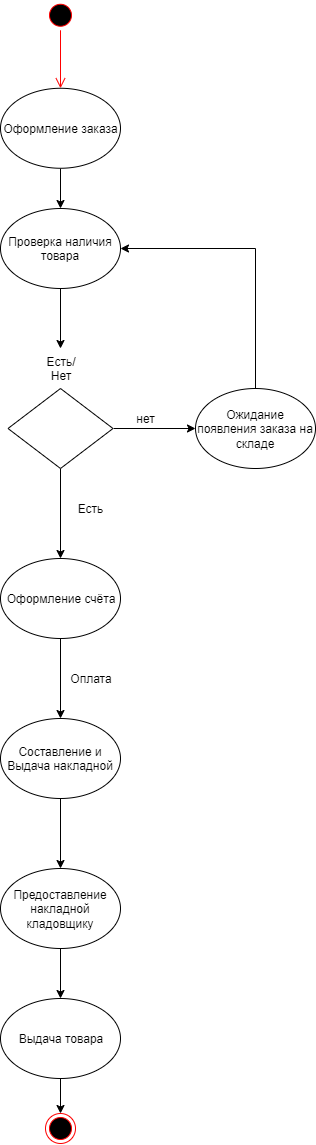 Оформление заказа
Проверка наличия
товара
Есть/
Нет
нет
Ожидание
появления заказа на
складе
Есть
Оформление счёта
Оплата
Составление и
Выдача накладной
Предоставление
накладной
кладовщику
Выдача товара